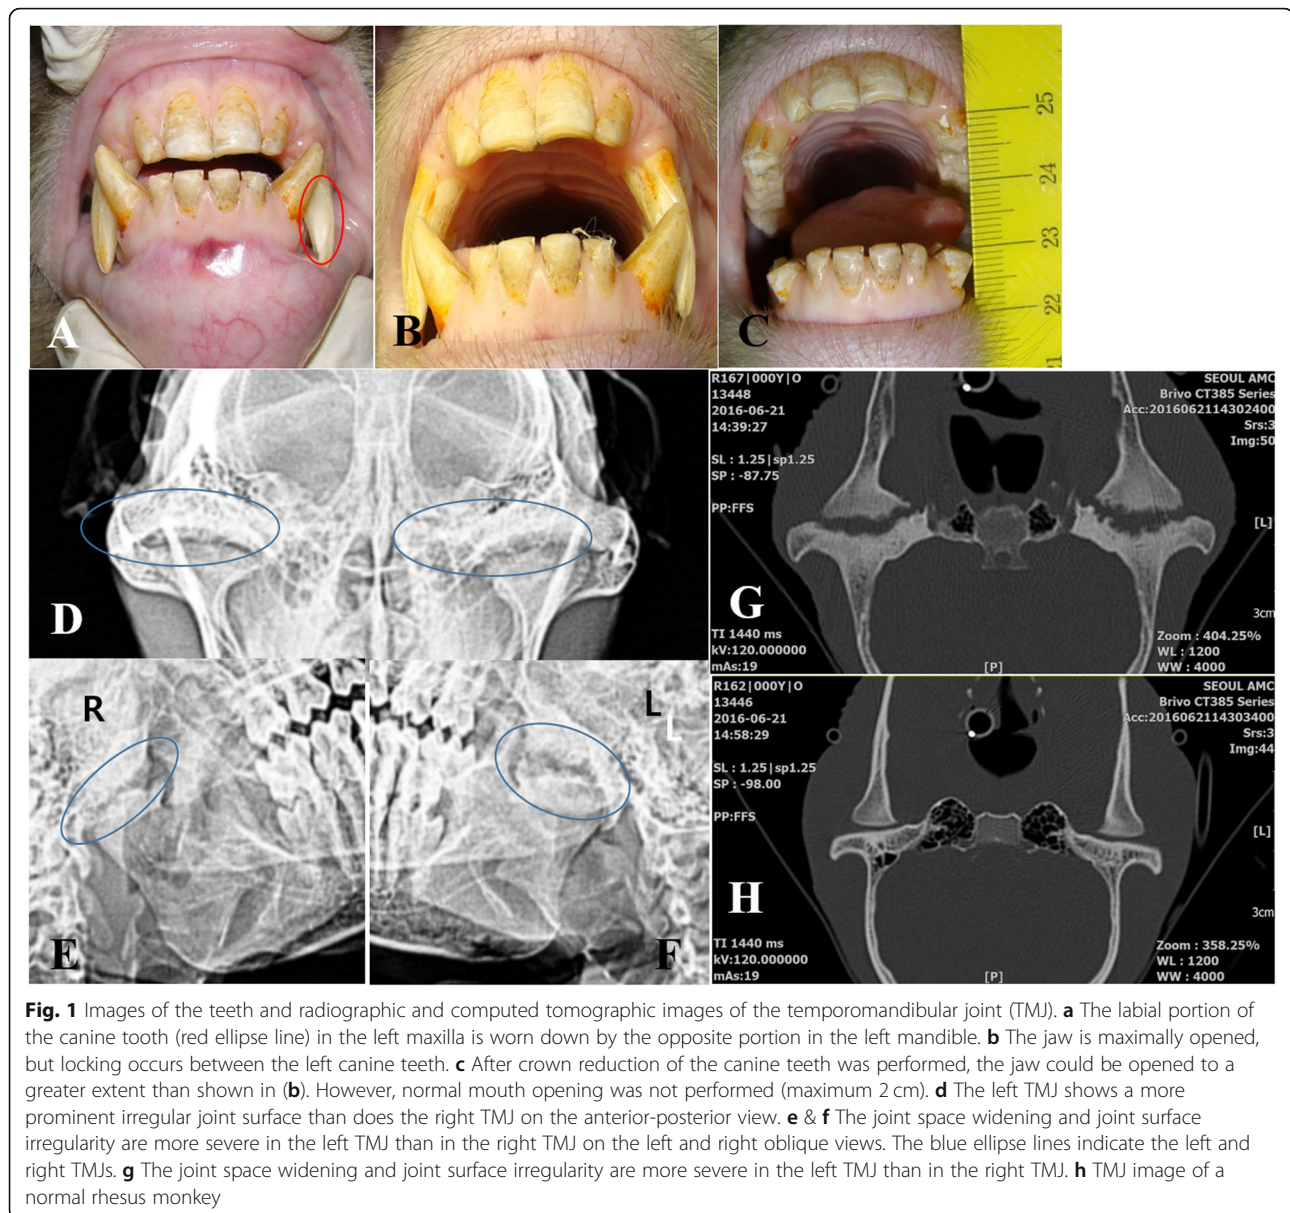 25
24
23
22
21
A
B
C
R167|000Y|O
13448
2016-06-21
14:39:27
SL : 1.25|sp1.25
SP : -87.75
PP:FFS
SEOUL AMC
Brivo CT385 Series
Acc:2016062114302400
Srs:3
Img:50
[L]
D
G
3cm
TI 1440 ms
kV:120.000000
mAs:19
[P]
Zoom : 404.25%
WL : 1200
WW : 4000
R
L
L
E
F
R162|000Y|O
13446
2016-06-21
14:58:29
SL : 1.25|sp1.25
SP : -98.00
PP:FFS
SEOUL AMC
Brivo CT385 Series
Acc:2016062114303400
Srs:3
Img:44
[L]
H
3cm
TI 1440 ms
kV:120.000000
mAs:19
[P]
Zoom : 358.25%
WL : 1200
WW : 4000
Fig. 1 Images of the teeth and radiographic and computed tomographic images of the temporomandibular joint (TMJ). a The labial portion of
the canine tooth (red ellipse line) in the left maxilla is worn down by the opposite portion in the left mandible. b The jaw is maximally opened,
but locking occurs between the left canine teeth. c After crown reduction of the canine teeth was performed, the jaw could be opened to a
greater extent than shown in (b). However, normal mouth opening was not performed (maximum 2 cm). d The left TMJ shows a more
prominent irregular joint surface than does the right TMJ on the anterior-posterior view. e & f The joint space widening and joint surface
irregularity are more severe in the left TMJ than in the right TMJ on the left and right oblique views. The blue ellipse lines indicate the left and
right TMJs. g The joint space widening and joint surface irregularity are more severe in the left TMJ than in the right TMJ. h TMJ image of a
normal rhesus monkey